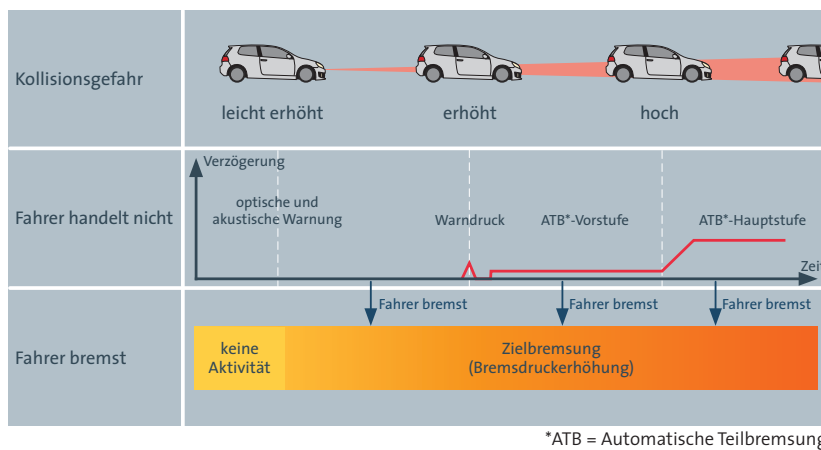 Kollisionsgefahr
leicht erhöht
erhöht
hoch
Verzögerung
optische und
akustische Warnung
Fahrer handelt nicht
Warndruck
ATB*-Vorstufe
ATB*-Hauptstufe
Zeit
Fahrer bremst
Fahrer bremst
Fahrer bremst
Fahrer bremst
keine
Aktivität
Zielbremsung
(Bremsdruckerhöhung)
*ATB = Automatische Teilbremsung